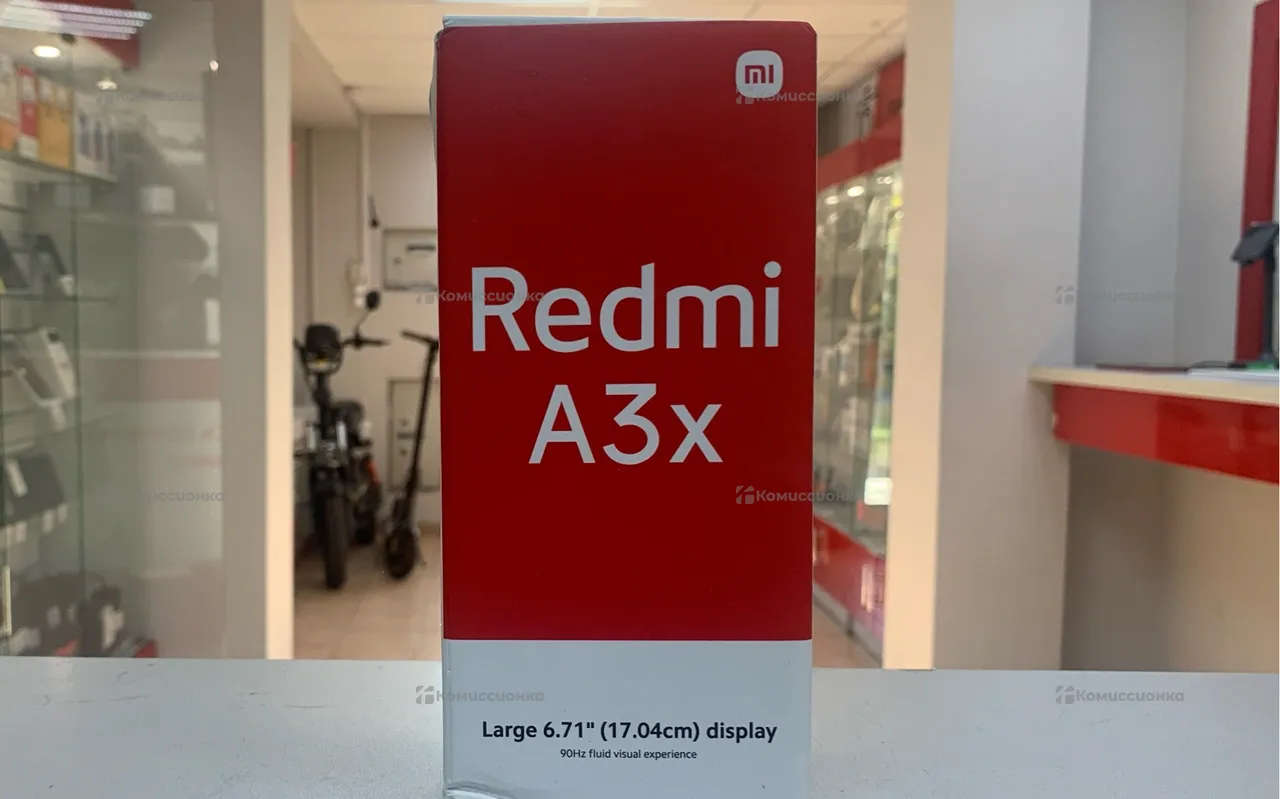 mi
Комиссионка
Комиссионка
Redmi
Комиссионка
Комиссионка
A3x
Комиссионка
Комиссионка
Комиссионка
Комиссионка
Large 6.71" (17.04cm) display
90Hz fluid visual experience